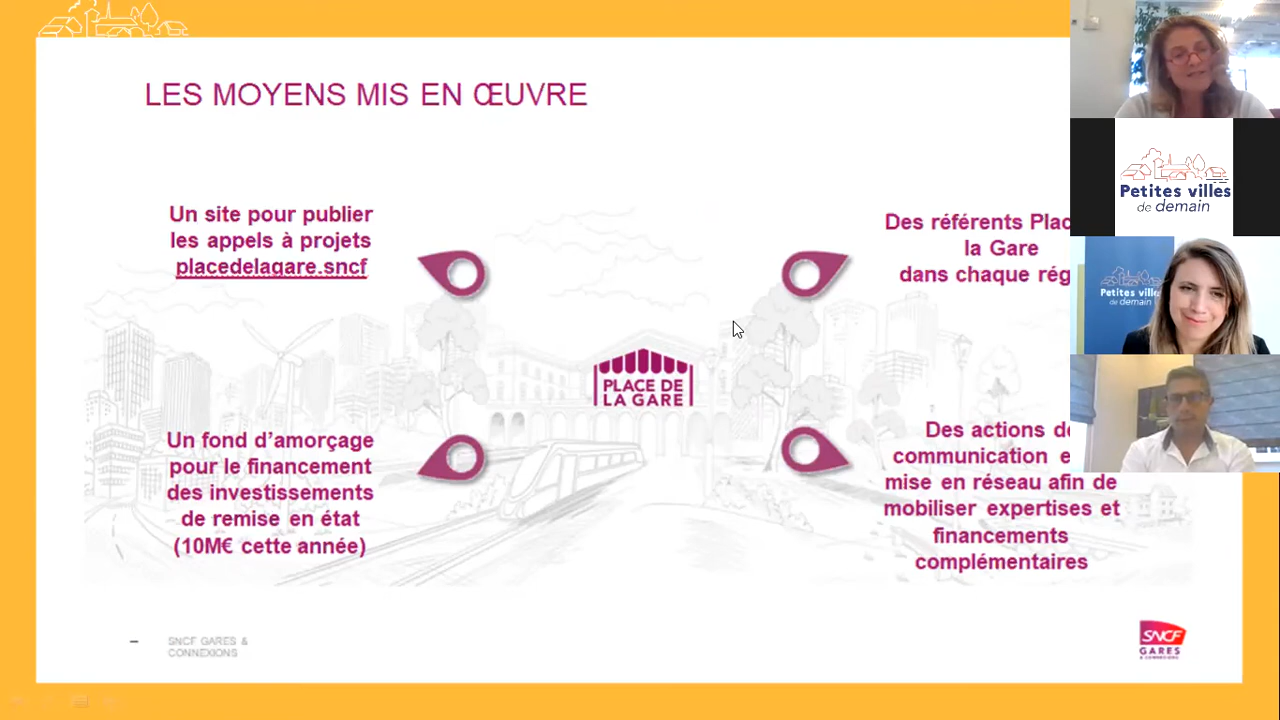 LES MOYENS MIS EN ŒUVRE
Un site pour publier
les appels à projets
placedelagare.sncf
Des référents Plac
la Gare
dans chaque rég
PLACE DE
LA GARE
Un fond d’amorçage
pour le financement
des investissements
de remise en état
(10M€ cette année)
Des actions de
communication e
mise en réseau afin de
mobiliser expertises et
financements
complémentaires
SNCF GARES &
CONNEXIONS
SNCF
GARES
& CONNEXIONS
Petites villes
de demain
Petites ville
de demain